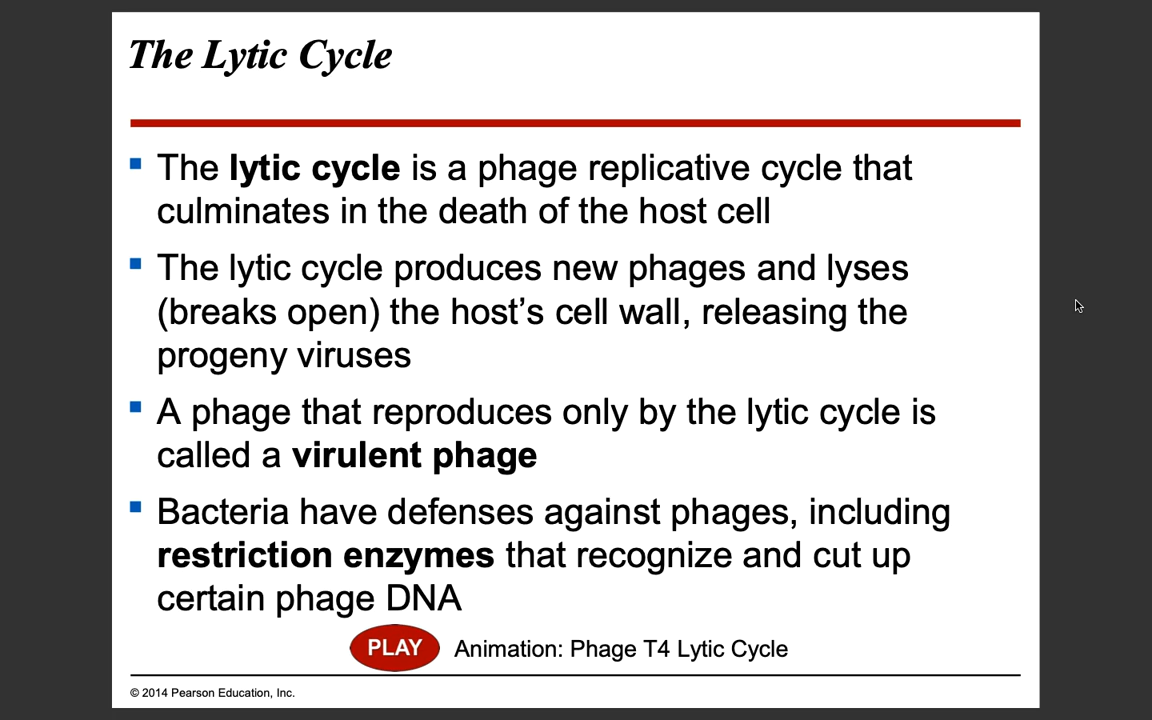 The Lytic Cycle
The lytic cycle is a phage replicative cycle that
culminates in the death of the host cell
The lytic cycle produces new phages and lyses
(breaks open) the host’s cell wall, releasing the
progeny viruses
A phage that reproduces only by the lytic cycle is
called a virulent phage
Bacteria have defenses against phages, including
restriction enzymes that recognize and cut up
certain phage DNA
PLAY Animation: Phage T4 Lytic Cycle
© 2014 Pearson Education, Inc.